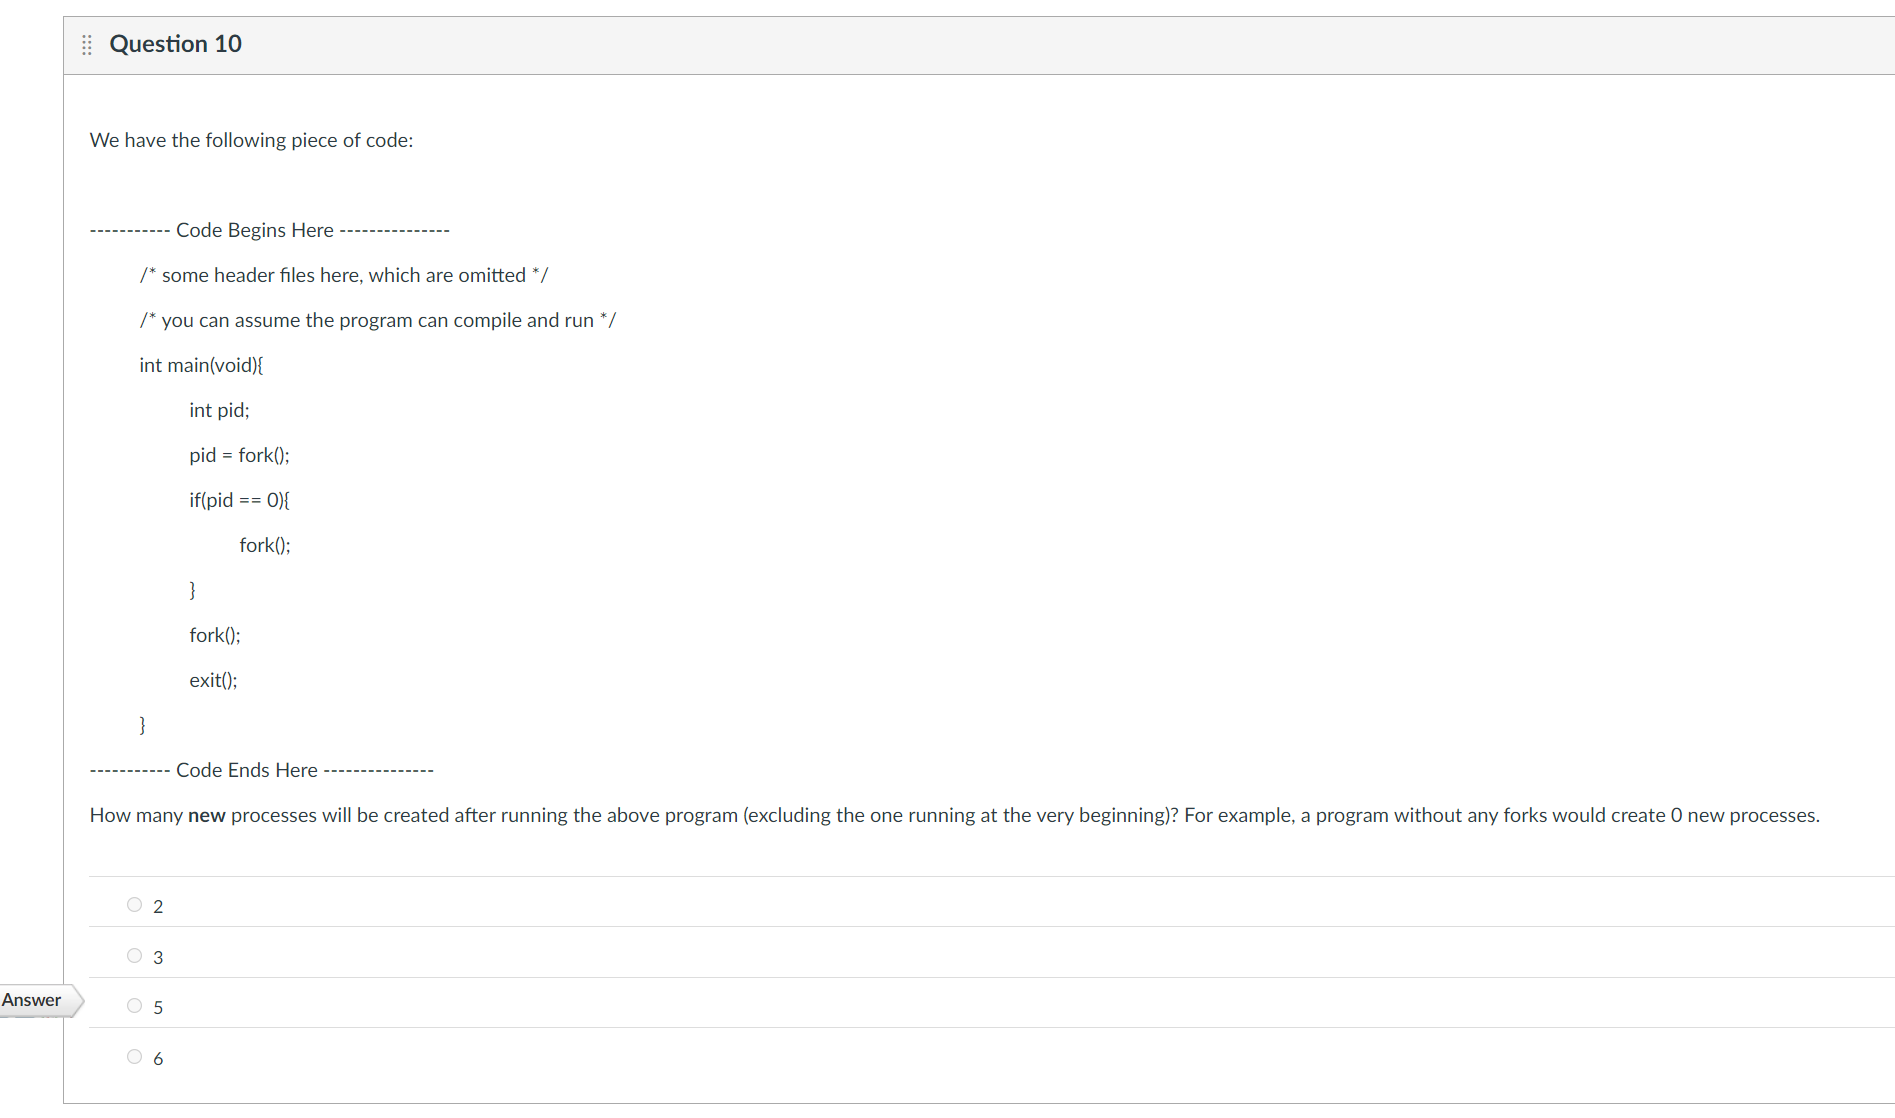 Question 10
We have the following piece of code:
----------- Code Begins Here ---------------
/* some header files here, which are omitted */
/* you can assume the program can compile and run */
int main(void){
int pid;
pid = fork();
if(pid == 0){
fork();
}
fork();
exit();
}
----------- Code Ends Here ---------------
How many new processes will be created after running the above program (excluding the one running at the very beginning)? For example, a program without any forks would create 0 new processes.
2
3
Answer
5
6